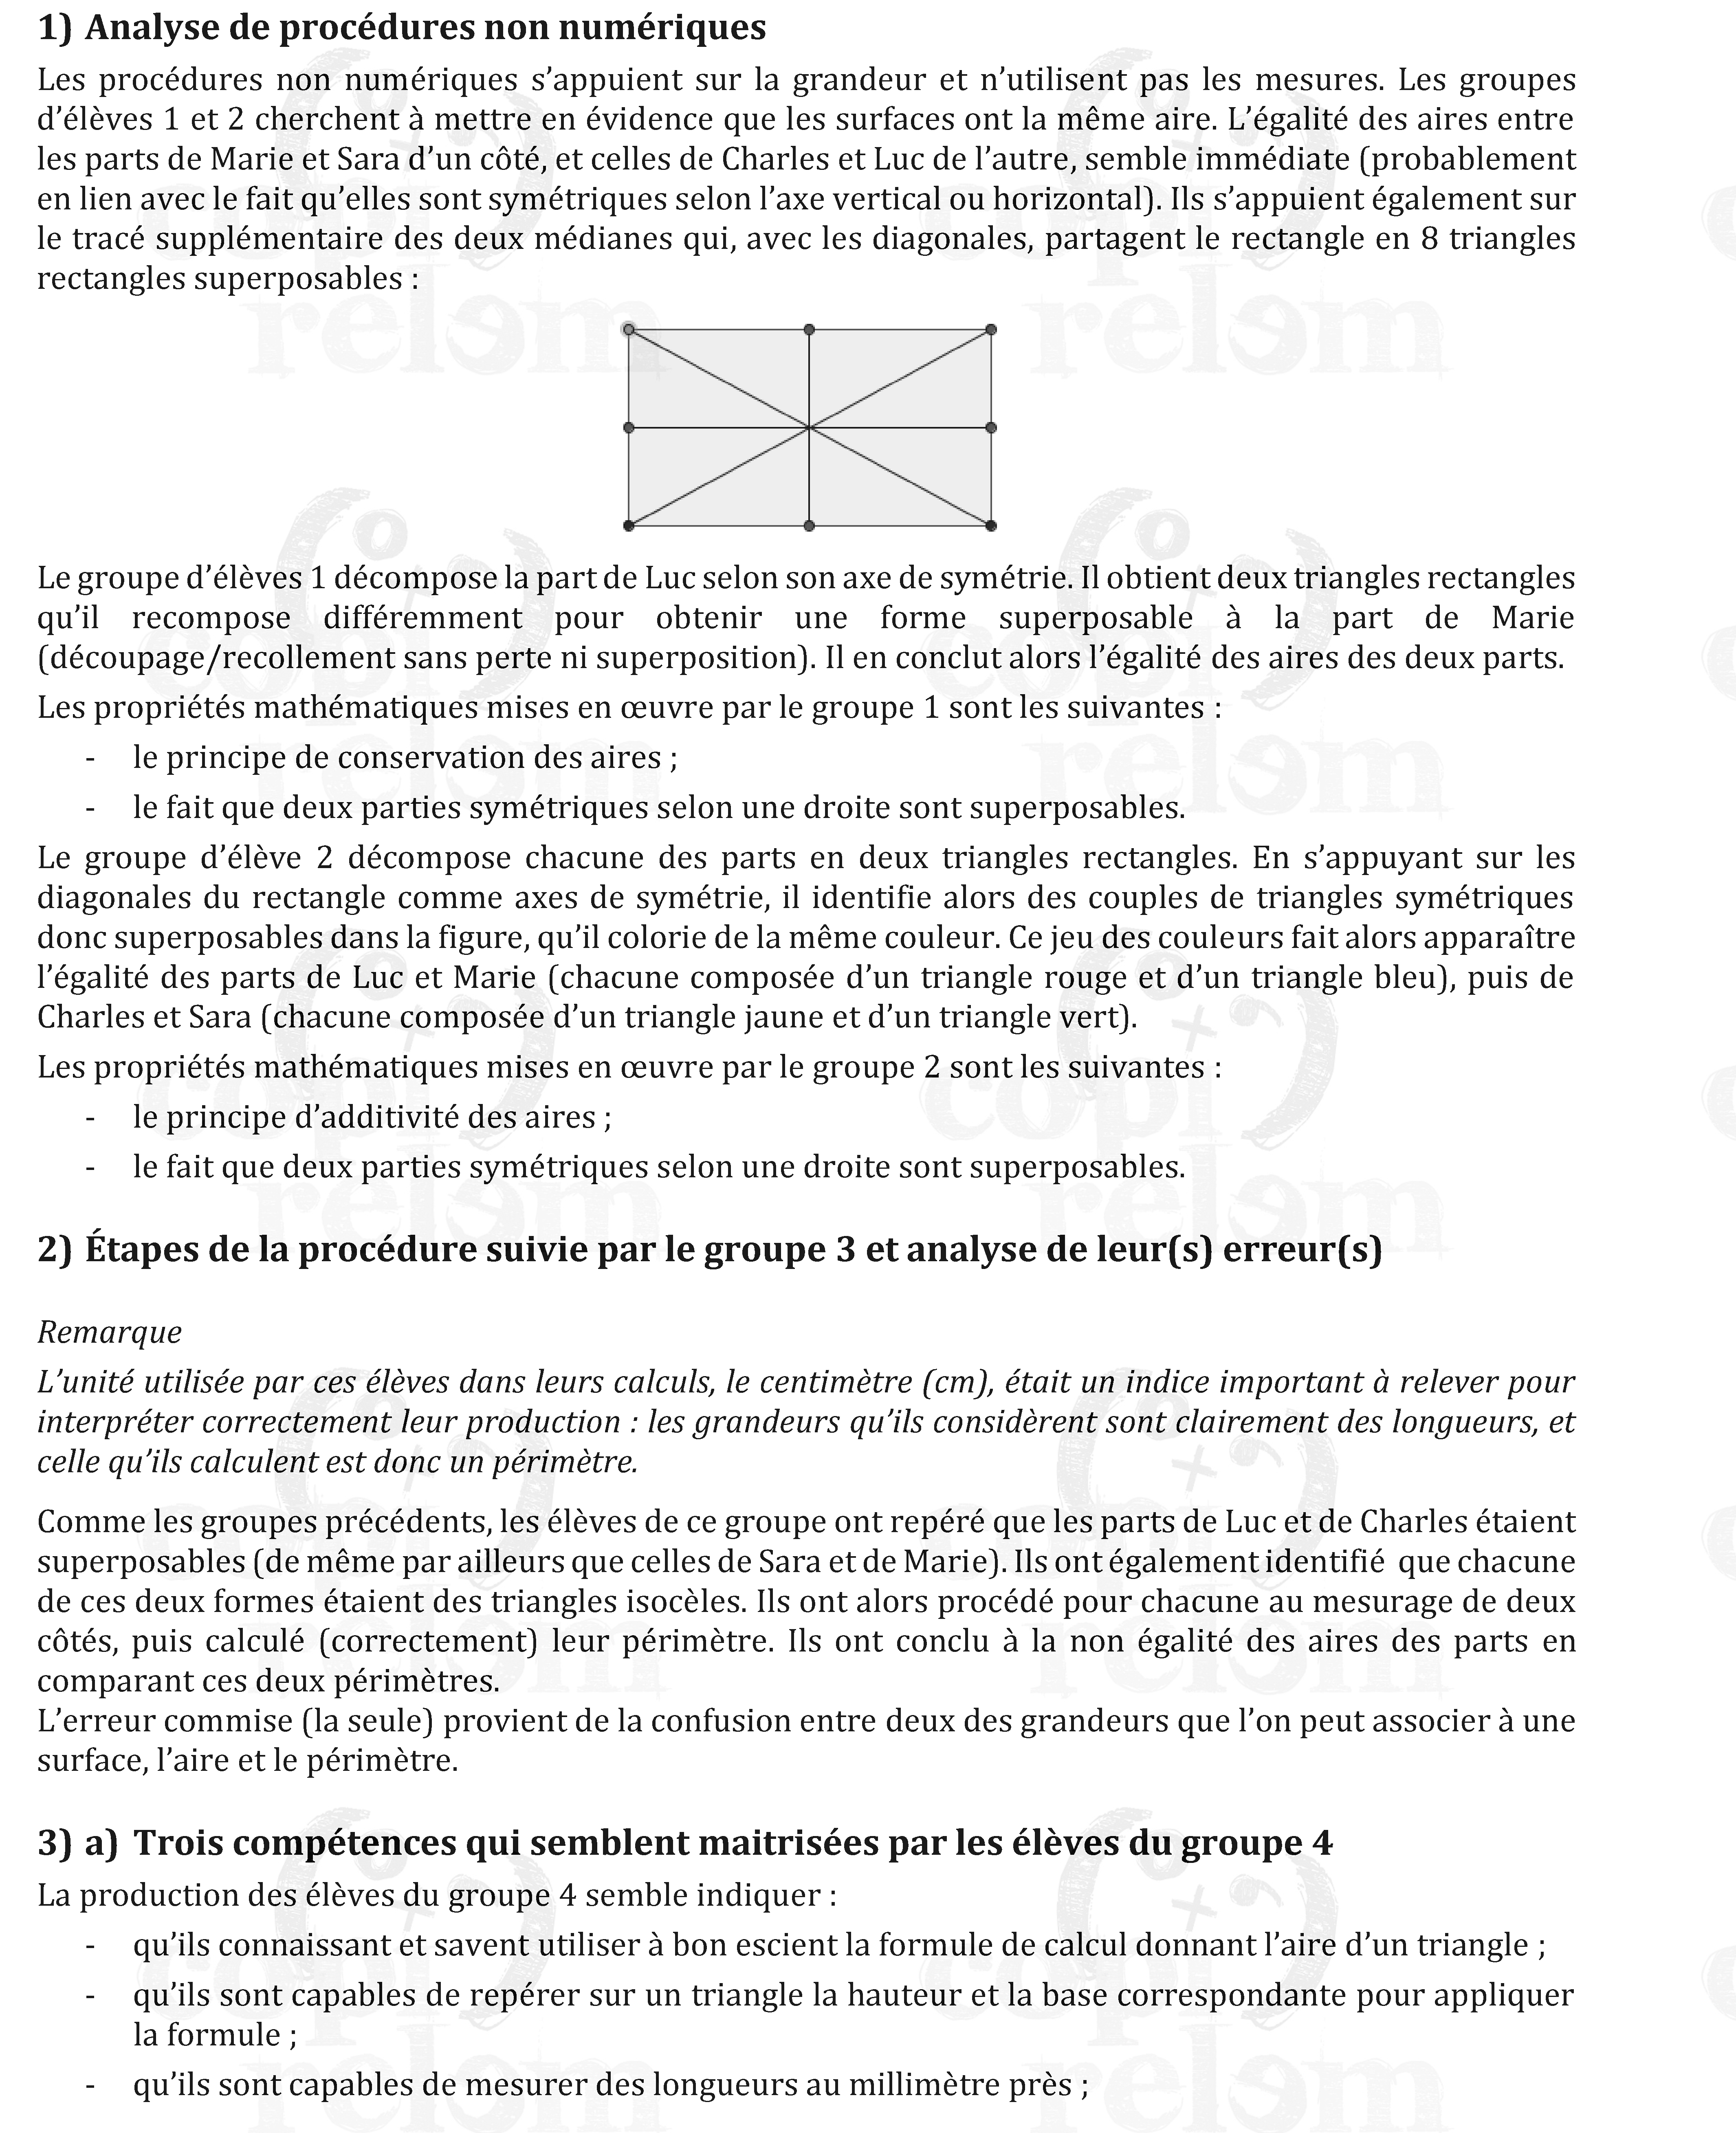 1) Analyse de procédures non numériques
Les procédures non numériques s’appuient sur la grandeur et n’utilisent pas les mesures. Les groupes
d’élèves 1 et 2 cherchent à mettre en évidence que les surfaces ont la même aire. L’égalité des aires entre
les parts de Marie et Sara d’un côté, et celles de Charles et Luc de l’autre, semble immédiate (probablement
en lien avec le fait qu’elles sont symétriques selon l’axe vertical ou horizontal). Ils s’appuient également sur
le tracé supplémentaire des deux médianes qui, avec les diagonales, partagent le rectangle en 8 triangles
rectangles superposables :
Le groupe d’élèves 1 décompose la part de Luc selon son axe de symétrie. Il obtient deux triangles rectangles
qu’il recompose différemment pour obtenir une forme superposable à la part de Marie
(découpage/recollement sans perte ni superposition). Il en conclut alors l’égalité des aires des deux parts.
Les propriétés mathématiques mises en œuvre par le groupe 1 sont les suivantes :
- le principe de conservation des aires ;
- le fait que deux parties symétriques selon une droite sont superposables.
Le groupe d’élève 2 décompose chacune des parts en deux triangles rectangles. En s’appuyant sur les
diagonales du rectangle comme axes de symétrie, il identifie alors des couples de triangles symétriques
donc superposables dans la figure, qu’il colorie de la même couleur. Ce jeu des couleurs fait alors apparaître
l’égalité des parts de Luc et Marie (chacune composée d’un triangle rouge et d’un triangle bleu), puis de
Charles et Sara (chacune composée d’un triangle jaune et d’un triangle vert).
Les propriétés mathématiques mises en œuvre par le groupe 2 sont les suivantes :
- le principe d’additivité des aires ;
- le fait que deux parties symétriques selon une droite sont superposables.
2) Étapes de la procédure suivie par le groupe 3 et analyse de leur(s) erreur(s)
Remarque
L’unité utilisée par ces élèves dans leurs calculs, le centimètre (cm), était un indice important à relever pour
interpréter correctement leur production : les grandeurs qu’ils considèrent sont clairement des longueurs, et
celle qu’ils calculent est donc un périmètre.
Comme les groupes précédents, les élèves de ce groupe ont repéré que les parts de Luc et de Charles étaient
superposables (de même par ailleurs que celles de Sara et de Marie). Ils ont également identifié que chacune
de ces deux formes étaient des triangles isocèles. Ils ont alors procédé pour chacune au mesurage de deux
côtés, puis calculé (correctement) leur périmètre. Ils ont conclu à la non égalité des aires des parts en
comparant ces deux périmètres.
L’erreur commise (la seule) provient de la confusion entre deux des grandeurs que l’on peut associer à une
surface, l’aire et le périmètre.
3) a) Trois compétences qui semblent maitrisées par les élèves du groupe 4
La production des élèves du groupe 4 semble indiquer :
- qu’ils connaissant et savent utiliser à bon escient la formule de calcul donnant l’aire d’un triangle ;
- qu’ils sont capables de repérer sur un triangle la hauteur et la base correspondante pour appliquer
la formule ;
- qu’ils sont capables de mesurer des longueurs au millimètre près ;